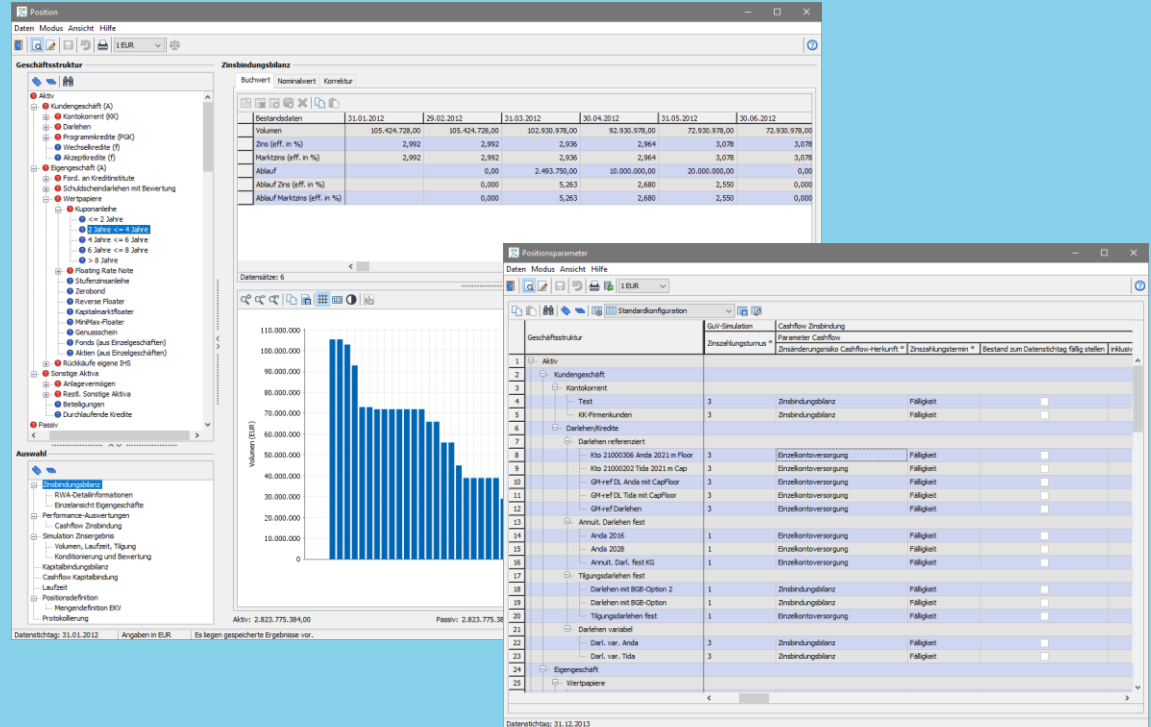 Position
Daten Modus Ansicht Hilfe
1 EUR
Geschäftsstruktur
Aktiv
Kundengeschäft (A)
Kontokorrent (KK)
Darlehen
Programmkredite (PGK)
Wechselkredite (f)
Akzeptkredite (f)
Eigengeschäft (A)
Ford. an Kreditinstitute
Schuldscheindarlehen mit Bewertung
Wertpapiere
Kuponanleihe
<= 2 Jahre
2 Jahre <= 4 Jahre
4 Jahre <= 6 Jahre
6 Jahre <= 8 Jahre
> 8 Jahre
Floating Rate Note
Stufenzinsanleihe
Zerobond
Reverse Floater
Kapitalmarktfloater
MiniMax-Floater
Genussschein
Fonds (aus Einzelgeschäften)
Aktien (aus Einzelgeschäften)
Rückkäufe eigene IHS
Sonstige Aktiva
Anlagevermögen
Restl. Sonstige Aktiva
Beteiligungen
Durchlaufende Kredite
Passiv
Auswahl
Zinsbindungsbilanz
RWA-Detailinformationen
Einzelansicht Eigengeschäfte
Performance-Auswertungen
Cashflow Zinsbindung
Simulation Zinsergebnis
Volumen, Laufzeit, Tilgung
Konditionierung und Bewertung
Kapitalbindungsbilanz
Cashflow Kapitalbindung
Laufzeit
Positionsdefinition
Mengendefinition EKV
Protokollierung
Zinsbindungsbilanz
Buchwert Nominalwert Korrektur
Bestandsdaten 31.01.2012 29.02.2012 31.03.2012 30.04.2012 31.05.2012 30.06.2012
Volumen 105.424.728,00 105.424.728,00 102.930.978,00 92.930.978,00 72.930.978,00 72.930.978,00
Zins (eff. in %) 2,992 2,992 2,936 2,964 3,078 3,078
Marktzins (eff. in %) 2,992 2,992 2,936 2,964 3,078 3,078
Ablauf 0,00 2.493.750,00 10.000.000,00 20.000.000,00 0,00
Ablauf Zins (eff. in %) 0,000 5,263 2,680 2,550 0,000
Ablauf Marktzins (eff. in %) 0,000 5,263 2,680 2,550 0,000
Datensätze: 6
123
Volumen (EUR)
110.000.000
100.000.000
90.000.000
80.000.000
70.000.000
60.000.000
50.000.000
40.000.000
30.000.000
20.000.000
10.000.000
0
Aktiv: 2.823.775.384,00 Passiv: 2.823.775.38
Datenstichtag: 31.01.2012 Angaben in EUR Es liegen gespeicherte Ergebnisse vor.
Positionsparameter
Daten Modus Ansicht Hilfe
1 EUR
Standardkonfiguration
Geschäftsstruktur GuV-Simulation Cashflow Zinsbindung
Parameter Cashflow
Zinszahlungsturnus * Zinsänderungsrisiko Cashflow-Herkunft * Zinszahlungstermin * Bestand zum Datenstichtag fällig stellen inklusiv
1 Aktiv
2 Kundengeschäft
3 Kontokorrent
4 Test 3 Zinsbindungsbilanz Fälligkeit
5 KK-Firmenkunden 3 Zinsbindungsbilanz Fälligkeit
6 Darlehen/Kredite
7 Darlehen referenziert
8 Kto 21000306 Anda 2021 m Floor 3 Einzelkontoversorgung Fälligkeit
9 Kto 21000202 Tida 2021 m Cap 3 Einzelkontoversorgung Fälligkeit
10 GM-ref DL Anda mit CapFloor 3 Einzelkontoversorgung Fälligkeit
11 GM-ref DL Tida mit CapFloor 3 Einzelkontoversorgung Fälligkeit
12 GM-ref Darlehen 3 Einzelkontoversorgung Fälligkeit
13 Annuit. Darlehen fest
14 Anda 2016 1 Einzelkontoversorgung Fälligkeit
15 Anda 2028 1 Einzelkontoversorgung Fälligkeit
16 Annuit. Darl. fest KG 1 Einzelkontoversorgung Fälligkeit
17 Tilgungsdarlehen fest
18 Darlehen mit BGB-Option 2 1 Zinsbindungsbilanz Fälligkeit
19 Darlehen mit BGB-Option 1 Zinsbindungsbilanz Fälligkeit
20 Tilgungsdarlehen fest 1 Einzelkontoversorgung Fälligkeit
21 Darlehen variabel
22 Darl. var. Anda 3 Zinsbindungsbilanz Fälligkeit
23 Darl. var. Tida 3 Zinsbindungsbilanz Fälligkeit
24 Eigengeschäft
25 Wertpapiere
Datenstichtag: 31.12.2013